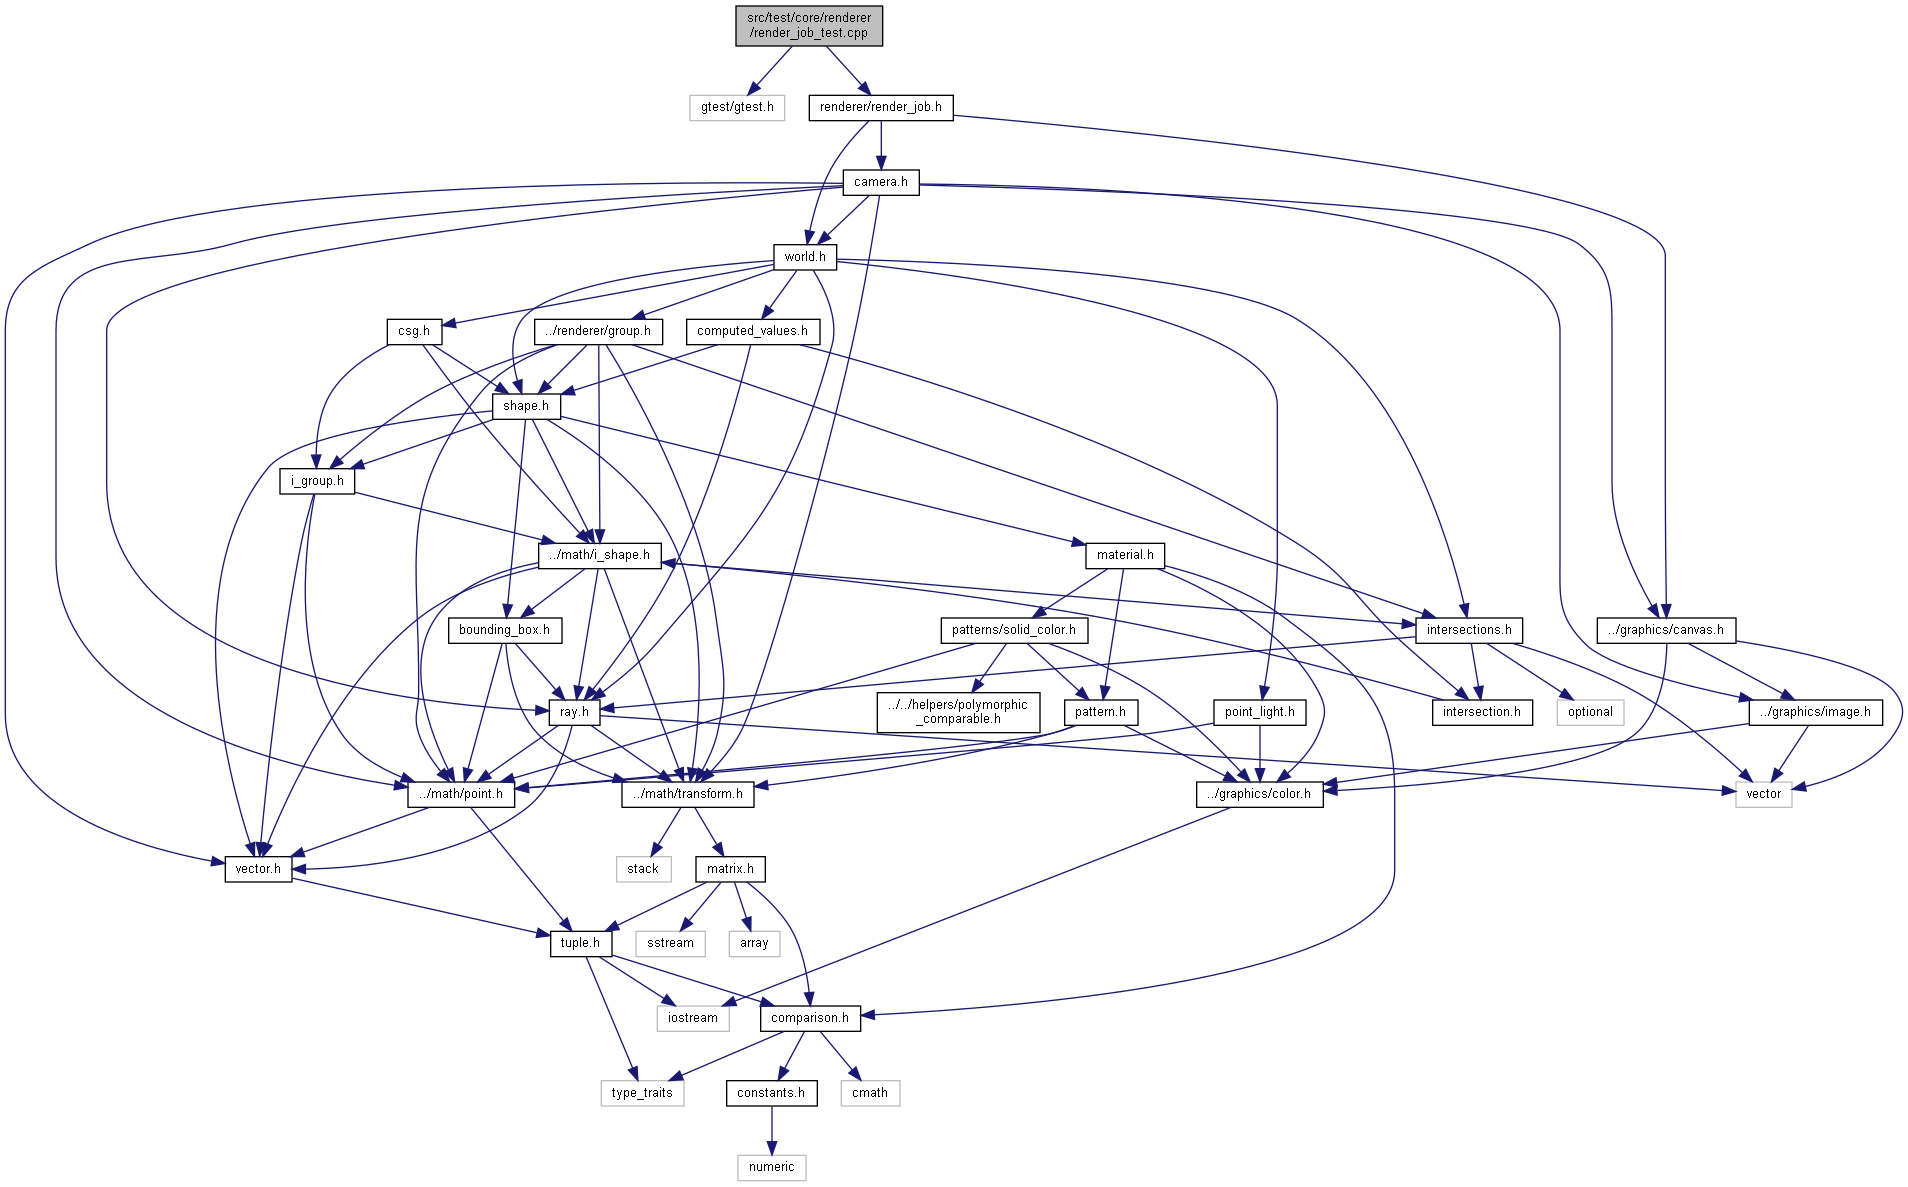 src/test/core/renderer
/render_job_test.cpp
gtest/gtest.h
renderer/render_job.h
camera.h
world.h
csg.h
../renderer/group.h
computed_values.h
shape.h
i_group.h
../math/i_shape.h
material.h
bounding_box.h
patterns/solid_color.h
intersections.h
../graphics/canvas.h
ray.h
../../helpers/polymorphic
_comparable.h
pattern.h
point_light.h
intersection.h
optional
../graphics/image.h
../math/point.h
../math/transform.h
../graphics/color.h
vector
vector.h
stack
matrix.h
tuple.h
sstream
array
iostream
comparison.h
type_traits
constants.h
cmath
numeric